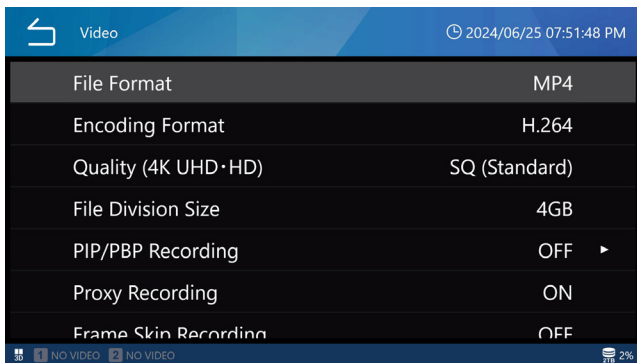 Video 2024/06/25 07:51:48 PM
File Format MP4
Encoding Format H.264
Quality (4K UHD・HD) SQ (Standard)
File Division Size 4GB
PIP/PBP Recording OFF
Proxy Recording ON
Frame Skip Recording OFF
3D 1 NO VIDEO 2 NO VIDEO 2TB 2%